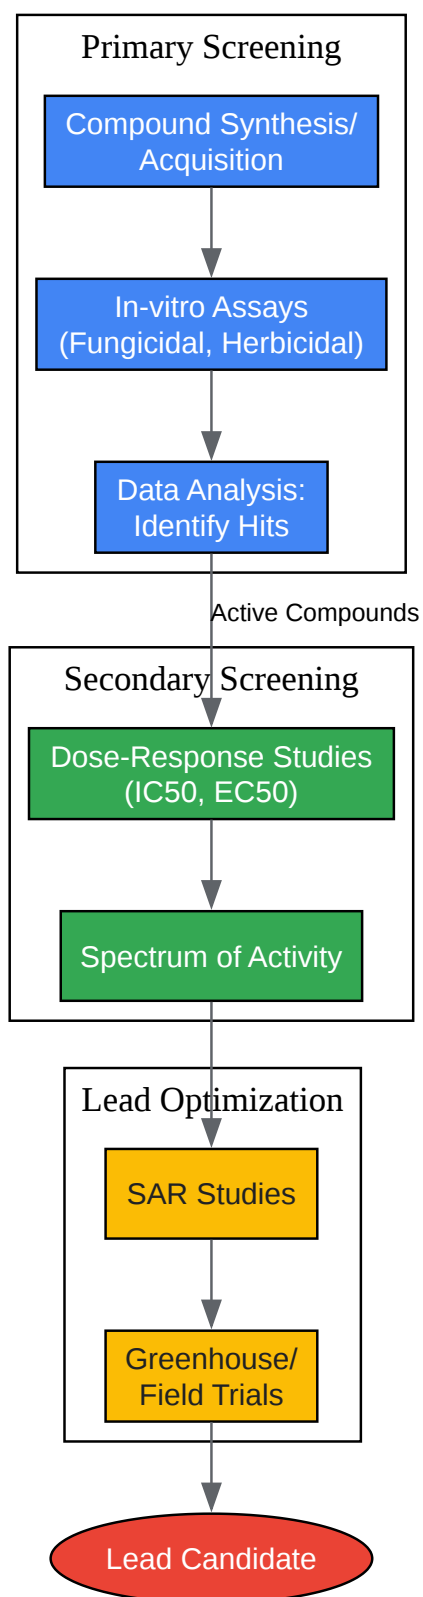 Primary Screening
Compound Synthesis/
Acquisition
In-vitro Assays
(Fungicidal, Herbicidal)
Data Analysis:
Identify Hits
Active Compounds
Secondary Screening
Dose-Response Studies
(IC50, EC50)
Spectrum of Activity
Lead Optimization
SAR Studies
Greenhouse/
Field Trials
Lead Candidate